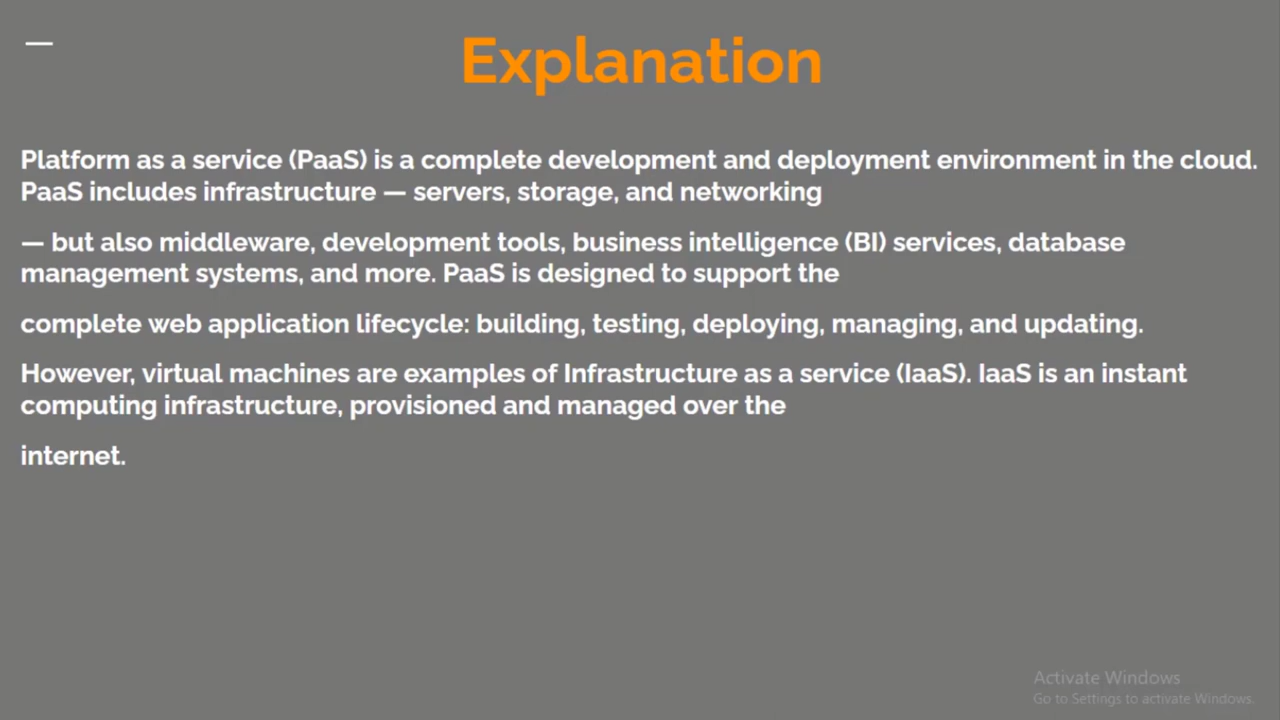 Explanation
Platform as a service (PaaS) is a complete development and deployment environment in the cloud.
PaaS includes infrastructure — servers, storage, and networking
— but also middleware, development tools, business intelligence (BI) services, database
management systems, and more. PaaS is designed to support the
complete web application lifecycle: building, testing, deploying, managing, and updating.
However, virtual machines are examples of Infrastructure as a service (IaaS). IaaS is an instant
computing infrastructure, provisioned and managed over the
internet.
Activate Windows
Go to Settings to activate Windows.